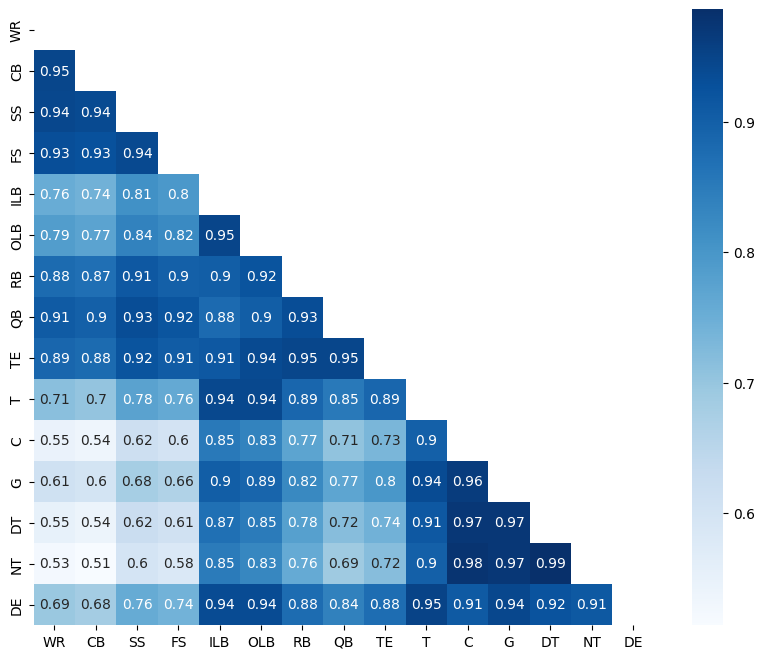 WR
CB 0.95
SS 0.94 0.94
FS 0.93 0.93 0.94
ILB 0.76 0.74 0.81 0.8
OLB 0.79 0.77 0.84 0.82 0.95
RB 0.88 0.87 0.91 0.9 0.9 0.92
QB 0.91 0.9 0.93 0.92 0.88 0.9 0.93
TE 0.89 0.88 0.92 0.91 0.91 0.94 0.95 0.95
T 0.71 0.7 0.78 0.76 0.94 0.94 0.89 0.85 0.89
C 0.55 0.54 0.62 0.6 0.85 0.83 0.77 0.71 0.73 0.9
G 0.61 0.6 0.68 0.66 0.9 0.89 0.82 0.77 0.8 0.94 0.96
DT 0.55 0.54 0.62 0.61 0.87 0.85 0.78 0.72 0.74 0.91 0.97 0.97
NT 0.53 0.51 0.6 0.58 0.85 0.83 0.76 0.69 0.72 0.9 0.98 0.97 0.99
DE 0.69 0.68 0.76 0.74 0.94 0.94 0.88 0.84 0.88 0.95 0.91 0.94 0.92 0.91
WR CB SS FS ILB OLB RB QB TE T C G DT NT DE
0.9
0.8
0.7
0.6